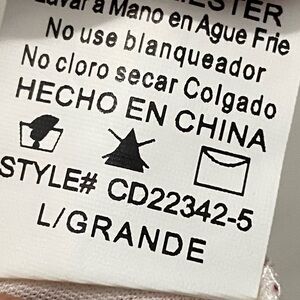 ESTER
Lavar a Mano en Ague Frie
No use blanqueador
No cloro secar Colgado
HECHO EN CHINA
STYLE# CD22342-5
L/GRANDE